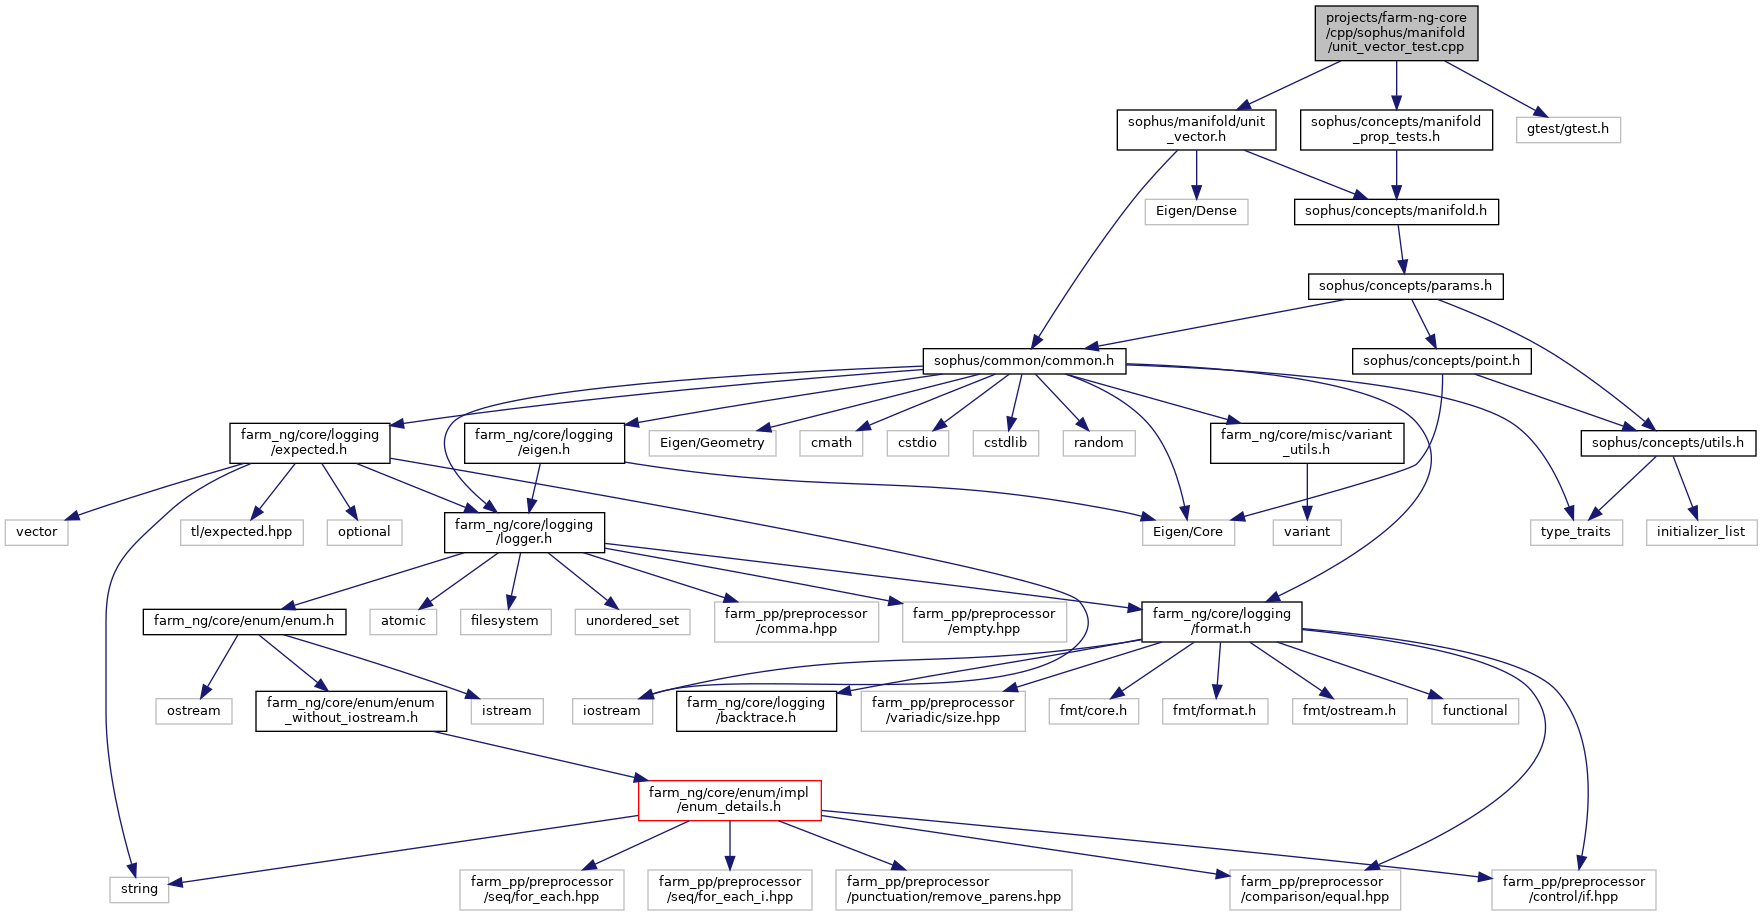 projects/farm-ng-core
/cpp/sophus/manifold
/unit_vector_test.cpp
sophus/manifold/unit
_vector.h
sophus/concepts/manifold
_prop_tests.h
gtest/gtest.h
Eigen/Dense
sophus/concepts/manifold.h
sophus/concepts/params.h
sophus/common/common.h
sophus/concepts/point.h
farm_ng/core/logging
/expected.h
farm_ng/core/logging
/eigen.h
Eigen/Geometry
cmath
cstdio
cstdlib
random
farm_ng/core/misc/variant
_utils.h
sophus/concepts/utils.h
vector
tl/expected.hpp
optional
farm_ng/core/logging
/logger.h
Eigen/Core
variant
type_traits
initializer_list
farm_ng/core/enum/enum.h
atomic
filesystem
unordered_set
farm_pp/preprocessor
/comma.hpp
farm_pp/preprocessor
/empty.hpp
farm_ng/core/logging
/format.h
ostream
farm_ng/core/enum/enum
_without_iostream.h
istream
iostream
farm_ng/core/logging
/backtrace.h
farm_pp/preprocessor
/variadic/size.hpp
fmt/core.h
fmt/format.h
fmt/ostream.h
functional
farm_ng/core/enum/impl
/enum_details.h
string
farm_pp/preprocessor
/seq/for_each.hpp
farm_pp/preprocessor
/seq/for_each_i.hpp
farm_pp/preprocessor
/punctuation/remove_parens.hpp
farm_pp/preprocessor
/comparison/equal.hpp
farm_pp/preprocessor
/control/if.hpp